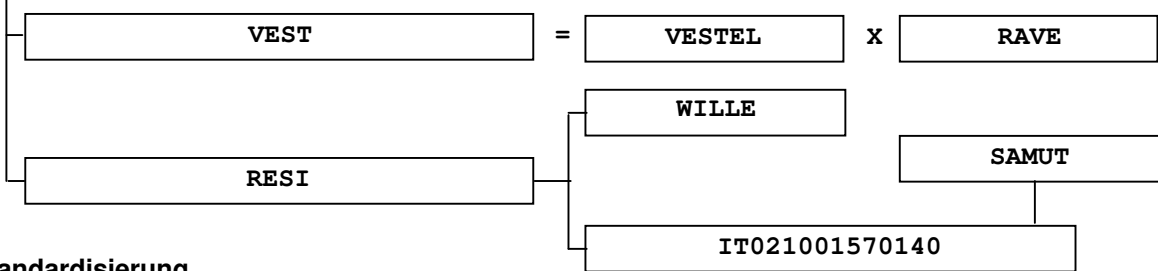 VEST = VESTEL X RAVE
WILLE
SAMUT
RESI
IT021001570140
andardisierung